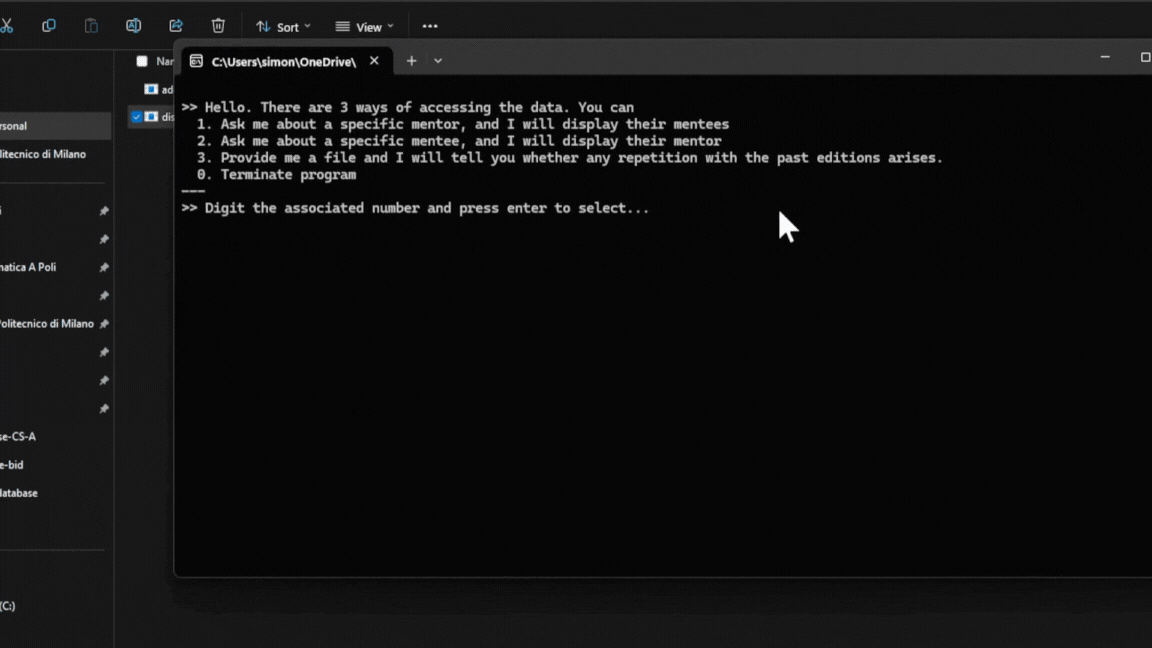 Sort
View
C:\Users\simon\OneDrive\
>> Hello. There are 3 ways of accessing the data. You can
1. Ask me about a specific mentor, and I will display their mentees
2. Ask me about a specific mentee, and I will display their mentor
3. Provide me a file and I will tell you whether any repetition with the past editions arises.
0. Terminate program
---
>> Digit the associated number and press enter to select...
Nar
ad
dis
rsonal
litecnico di Milano
natica A Poli
Politecnico di Milano
se-CS-A
e-bid
database
(C:)